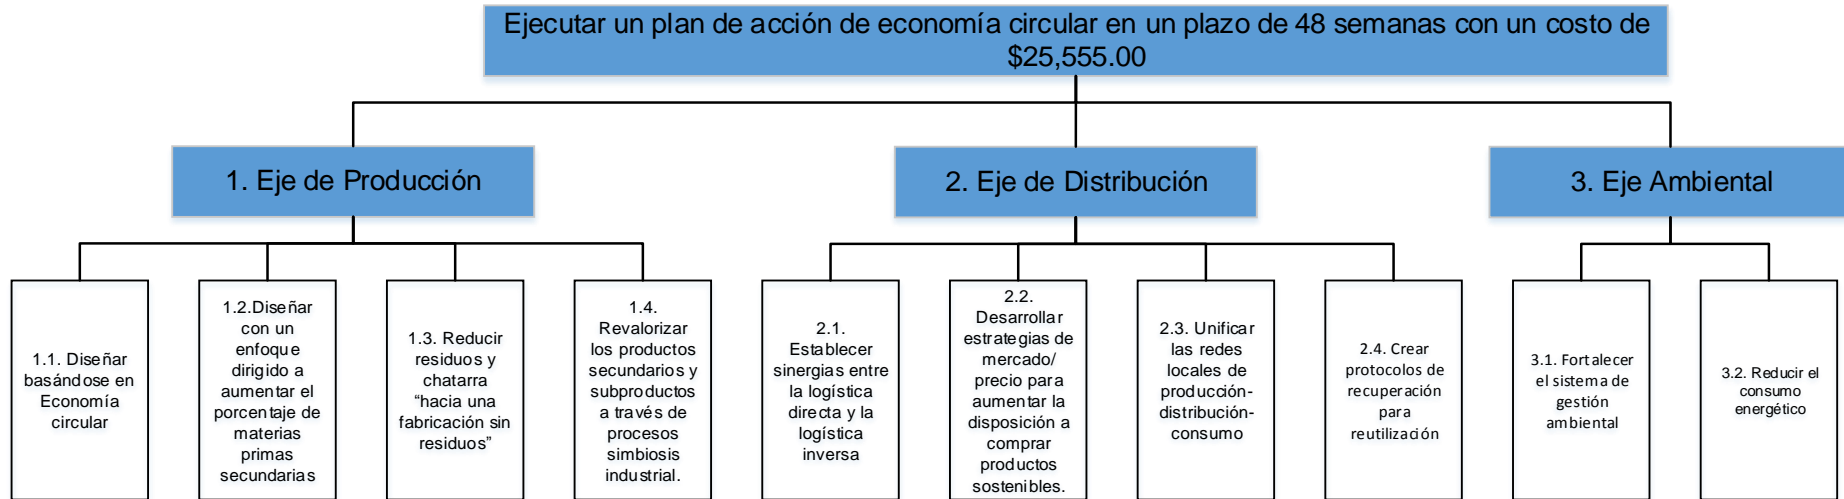 Ejecutar un plan de acción de economía circular en un plazo de 48 semanas con un costo de
$25,555.00
1. Eje de Producción
2. Eje de Distribución
3. Eje Ambiental
1.1. Diseñar
basándose en
Economía
circular
1.2.Diseñar
con un
enfoque
dirigido a
aumentar el
porcentaje de
materias
primas
secundarias
1.3. Reducir
residuos y
chatarra
“hacia una
fabricación sin
residuos”
1.4.
Revalorizar
los productos
secundarios y
subproductos
a través de
procesos
simbiosis
industrial.
2.1.
Establecer
sinergias entre
la logística
directa y la
logística
inversa
2.2.
Desarrollar
estrategias de
mercado/
precio para
aumentar la
disposición a
comprar
productos
sostenibles.
2.3. Unificar
las redes
locales de
producción-
distribución-
consumo
2.4. Crear
protocolos de
recuperación
para
reutilización
3.1. Fortalecer
el sistema de
gestión
ambiental
3.2. Reducir el
consumo
energético